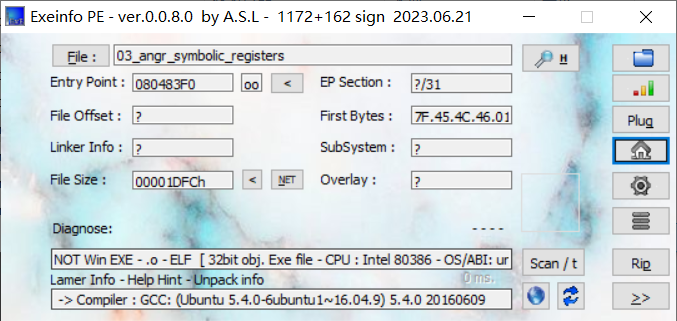 Exeinfo PE - ver.0.0.8.0 by A.S.L - 1172+162 sign 2023.06.21
File : 03_angr_symbolic_registers H
Entry Point : 080483F0 oo < EP Section : ?/31
File Offset : ? First Bytes : 7F.45.4C.46.01 Plug
Linker Info : ? SubSystem : ?
File Size : 00001DFCh < NET Overlay : ?
Diagnose: ----
NOT Win EXE - .o - ELF [ 32bit obj. Exe file - CPU : Intel 80386 - OS/ABI: ur Scan / t Rip
Lamer Info - Help Hint - Unpack info 0 ms.
-> Compiler : GCC: (Ubuntu 5.4.0-6ubuntu1~16.04.9) 5.4.0 20160609 >>